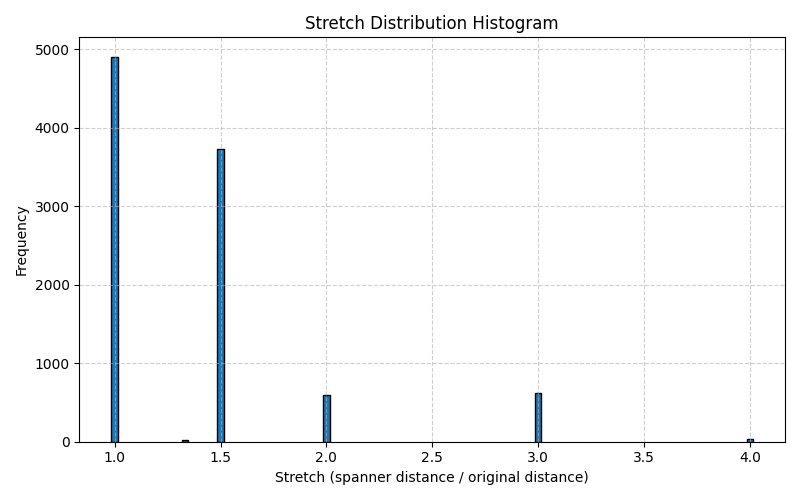 Stretch Distribution Histogram
Frequency
5000
4000
3000
2000
1000
0
1.0 1.5 2.0 2.5 3.0 3.5 4.0
Stretch (spanner distance / original distance)